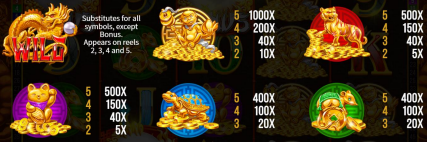 WILD
Substitutes for all
symbols, except
Bonus.
Appears on reels
2, 3, 4 and 5.
5 1000X
4 200X
3 40X
2 10X
5 500X
4 150X
3 40X
2 5X
5 500X
4 150X
3 40X
2 5X
5 400X
4 100X
3 20X
5 400X
4 100X
3 20X